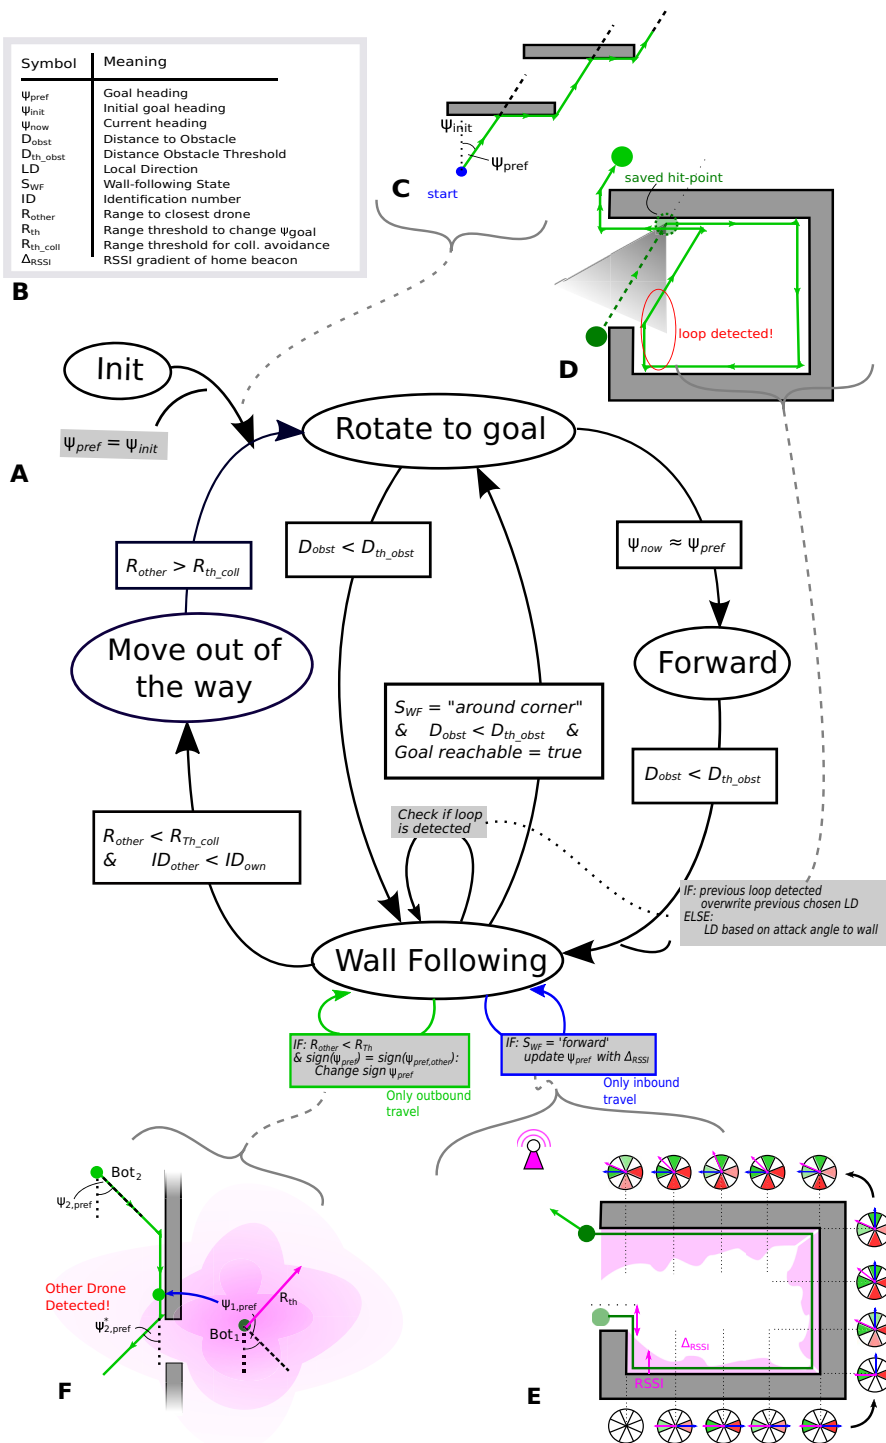 Symbol Meaning
Ψpref Goal heading
Ψinit Initial goal heading
Ψnow Current heading
Dobst Distance to Obstacle
Dth_obst Distance Obstacle Threshold
LD Local Direction
SWF Wall-following State
ID Identification number
Rother Range to closest drone
Rth Range threshold to change ψgoal
Rth_coll Range threshold for coll. avoidance
ΔRSSI RSSI gradient of home beacon
B
Ψinit
Ψpref
C
start
saved hit-point
loop detected!
D
Init
Ψpref = Ψinit
A
Rotate to goal
Rother > Rth_coll
Dobst < Dth_obst
Ψnow ≈ Ψpref
Move out of
the way
Forward
SWF = "around corner"
& Dobst < Dth_obst &
Goal reachable = true
Dobst < Dth_obst
Rother < RTh_coll
& IDother < IDown
Check if loop
is detected
IF: previous loop detected
overwrite previous chosen LD
ELSE:
LD based on attack angle to wall
Wall Following
IF: Rother < RTh
& sign(Ψpref) = sign(Ψpref,other):
Change sign Ψpref
Only outbound
travel
IF: SWF = 'forward'
update Ψpref with ΔRSSI
Only inbound
travel
Bot2
Ψ2,pref
Other Drone
Detected!
Ψ1,pref
Rth
Ψ*2,pref
Bot1
F
ΔRSSI
RSSI
E